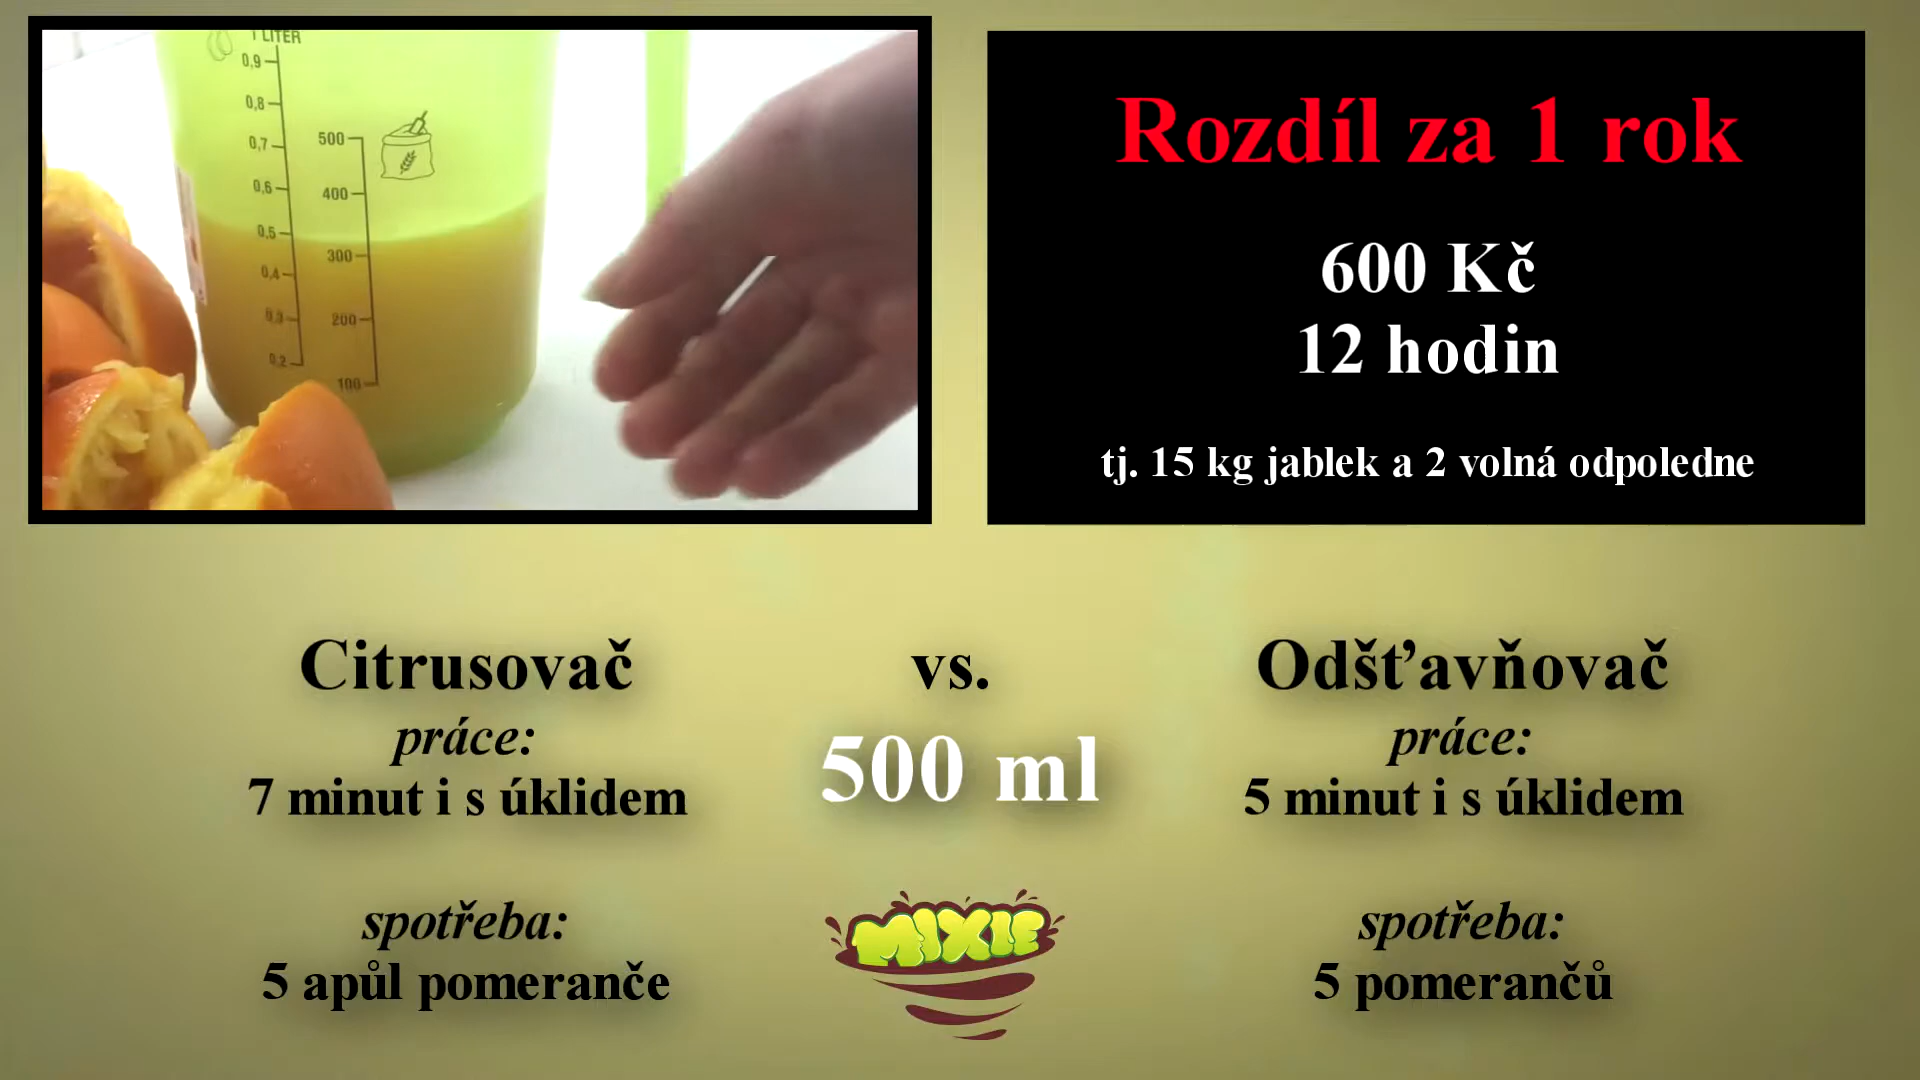 1 LITER
0,9
0,8
0,7
0,6
0,5
0,4
0,3
0,2
500
400
300
200
100
Rozdíl za 1 rok
600 Kč
12 hodin
tj. 15 kg jablek a 2 volná odpoledne
Citrusovač
práce:
7 minut i s úklidem
spotřeba:
5 apůl pomeranče
vs.
500 ml
MIXIE
Odšťavňovač
práce:
5 minut i s úklidem
spotřeba:
5 pomerančů